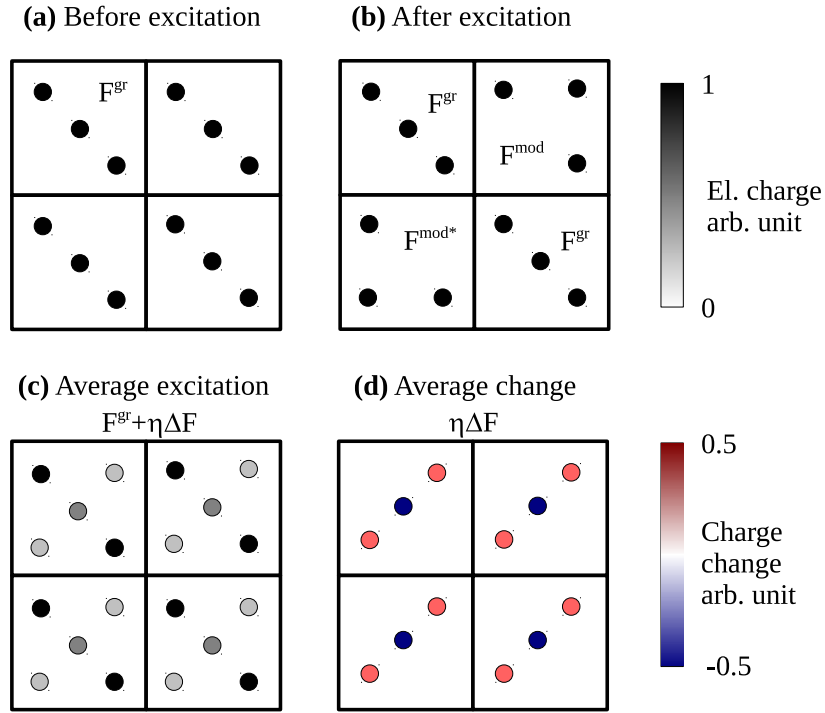 (a) Before excitation
(b) After excitation
F^gr
F^gr
F^mod
F^mod*
F^gr
1
El. charge
arb. unit
0
(c) Average excitation
F^gr+ηΔF
(d) Average change
ηΔF
0.5
Charge
change
arb. unit
-0.5